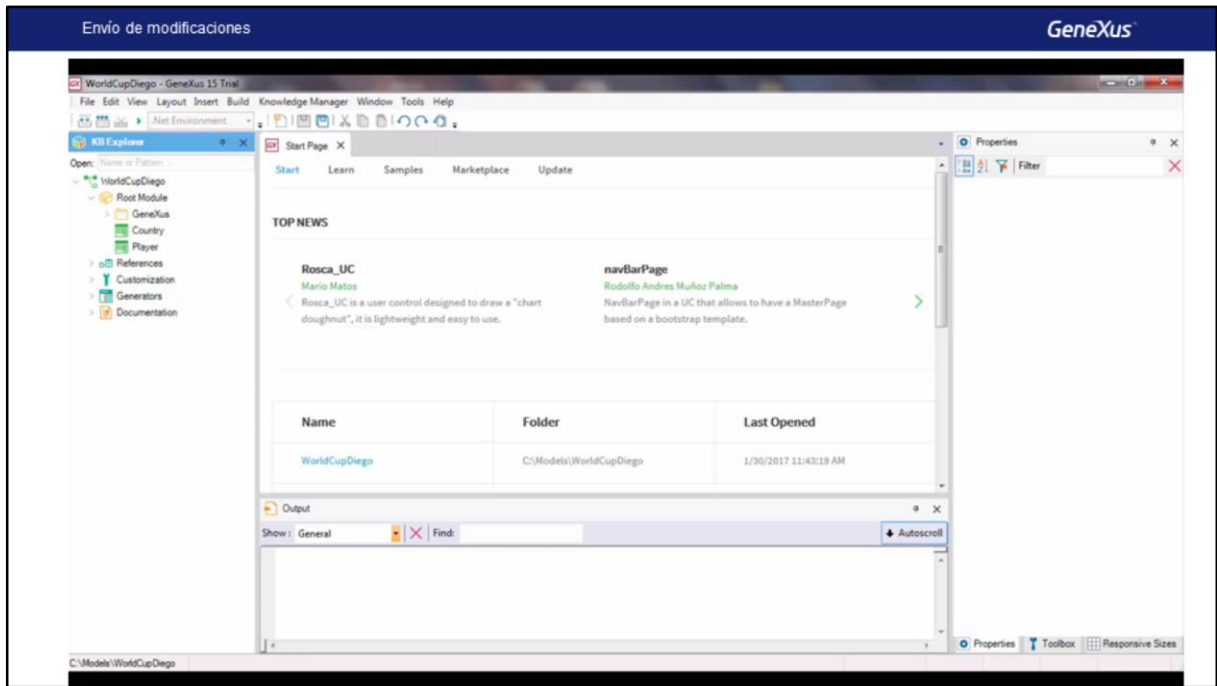 Envío de modificaciones
GeneXus
WorldCupDiego - GeneXus 15 Trial
File Edit View Layout Insert Build Knowledge Manager Window Tools Help
.Net Environment
KB Explorer
Start Page
Properties
Open: Name or Pattern ...
Start Learn Samples Marketplace Update
Filter
WorldCupDiego
Root Module
GeneXus
Country
Player
References
Customization
Generators
Documentation
TOP NEWS
Rosca_UC
Mario Matos
Rosca_UC is a user control designed to draw a "chart
doughnut", it is lightweight and easy to use.
navBarPage
Rodolfo Andres Muñoz Palma
NavBarPage in a UC that allows to have a MasterPage
based on a bootstrap template.
Name Folder Last Opened
WorldCupDiego C:\Models\WorldCupDiego 1/30/2017 11:43:19 AM
Output
Show: General Find: Autoscroll
Properties Toolbox Responsive Sizes
C:\Models\WorldCupDiego